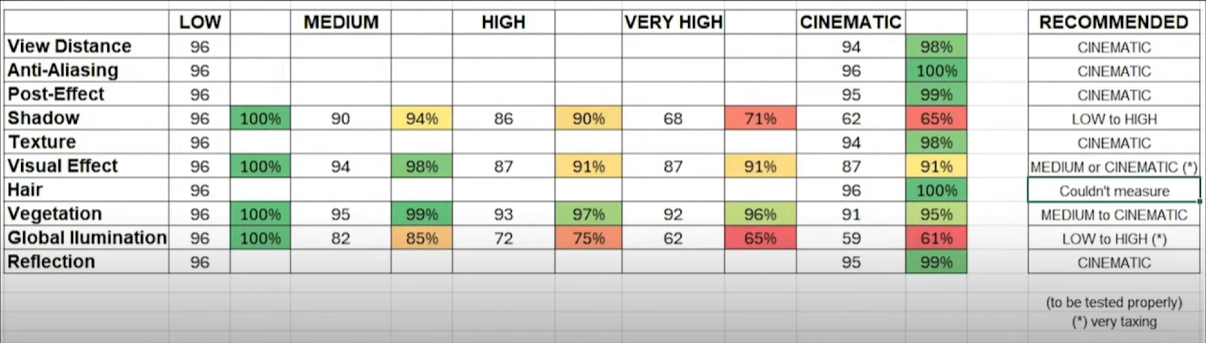 LOW MEDIUM HIGH VERY HIGH CINEMATIC RECOMMENDED
View Distance 96 94 98% CINEMATIC
Anti-Aliasing 96 96 100% CINEMATIC
Post-Effect 96 95 99% CINEMATIC
Shadow 96 100% 90 94% 86 90% 68 71% 62 65% LOW to HIGH
Texture 96 94 98% CINEMATIC
Visual Effect 96 100% 94 98% 87 91% 87 91% 87 91% MEDIUM or CINEMATIC (*)
Hair 96 96 100% Couldn't measure
Vegetation 96 100% 95 99% 93 97% 92 96% 91 95% MEDIUM to CINEMATIC
Global Ilumination 96 100% 82 85% 72 75% 62 65% 59 61% LOW to HIGH (*)
Reflection 96 95 99% CINEMATIC
(to be tested properly)
(*) very taxing